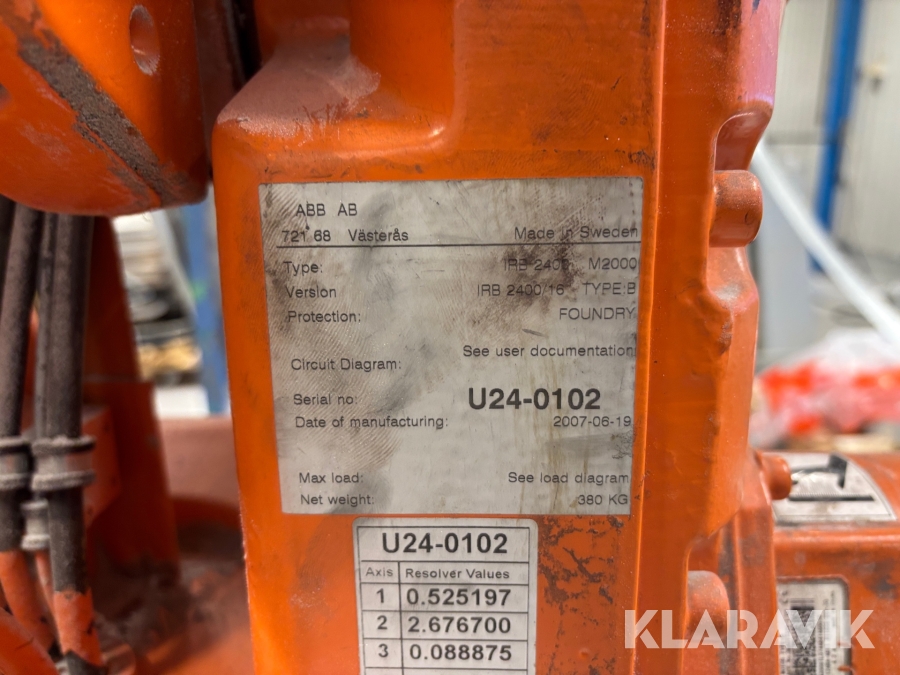 ABB AB
721 68 Västerås Made in Sweden
Type: IRB 2400 M2000
Version IRB 2400/16 TYPE:B
Protection: FOUNDRY
Circuit Diagram: See user documentation
Serial no: U24-0102
Date of manufacturing: 2007-06-19
Max load: See load diagram
Net weight: 380 KG
U24-0102
Axis Resolver Values
1 0.525197
2 2.676700
3 0.088875
KLARAVIK